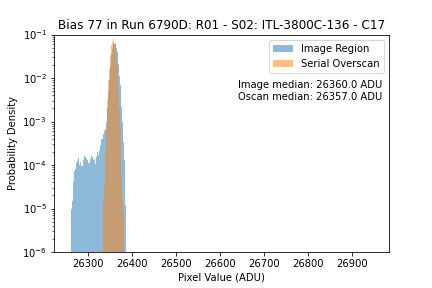 Bias 77 in Run 6790D: R01 - S02: ITL-3800C-136 - C17
Image Region
Serial Overscan
Image median: 26360.0 ADU
Oscan median: 26357.0 ADU
Probability Density
10⁻¹
10⁻²
10⁻³
10⁻⁴
10⁻⁵
10⁻⁶
26300 26400 26500 26600 26700 26800 26900
Pixel Value (ADU)